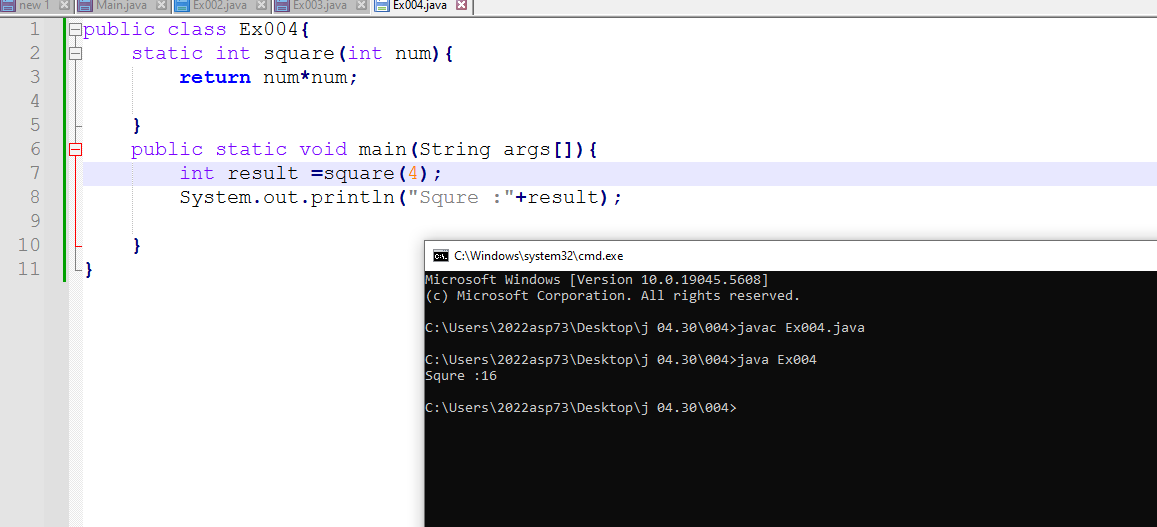 new 1 Main.java Ex002.java Ex003.java Ex004.java
1 public class Ex004{
2 static int square(int num){
3 return num*num;
4
5 }
6 public static void main(String args[]){
7 int result =square(4);
8 System.out.println("Squre :"+result);
9
10 }
11 }
C:\Windows\system32\cmd.exe
Microsoft Windows [Version 10.0.19045.5608]
(c) Microsoft Corporation. All rights reserved.
C:\Users\2022asp73\Desktop\j 04.30\004>javac Ex004.java
C:\Users\2022asp73\Desktop\j 04.30\004>java Ex004
Squre :16
C:\Users\2022asp73\Desktop\j 04.30\004>